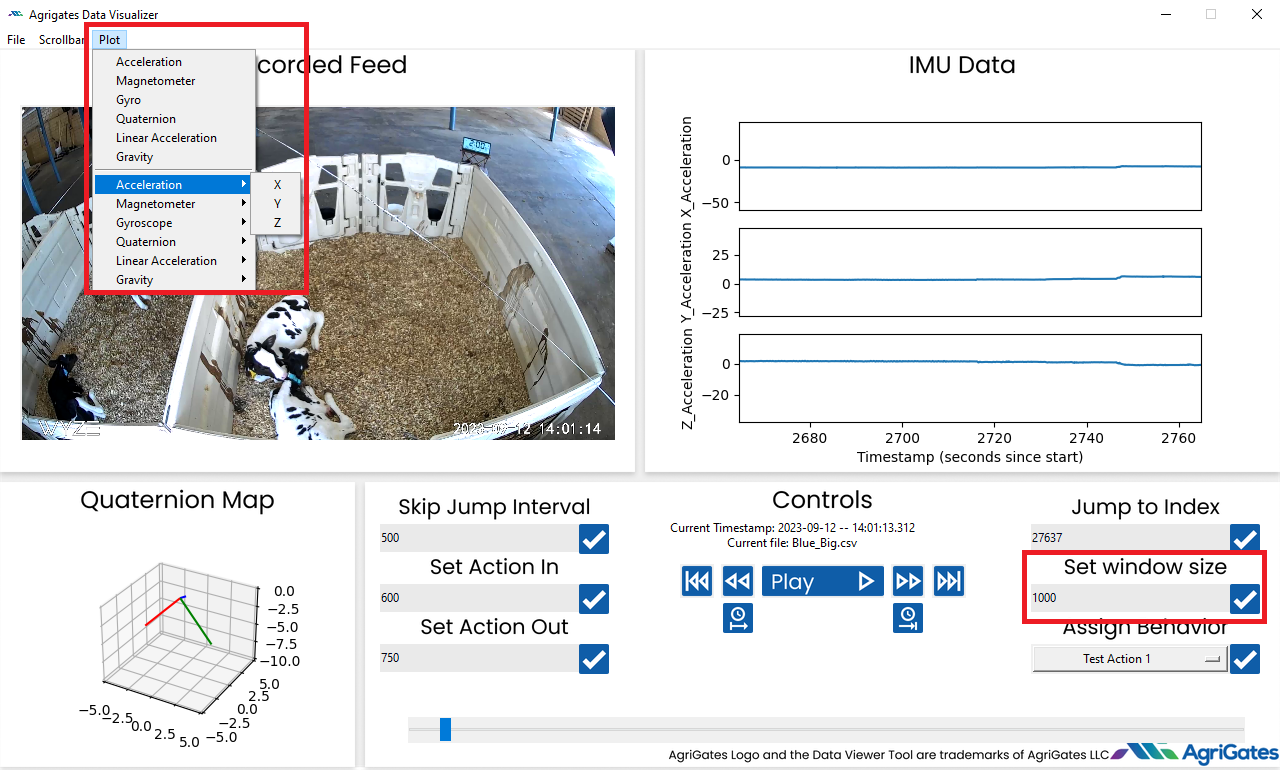 Agrigates Data Visualizer
File Scrollbar Plot
Acceleration
Magnetometer
Gyro
Quaternion
Linear Acceleration
Gravity
Acceleration
Magnetometer
Gyroscope
Quaternion
Linear Acceleration
Gravity
X
Y
Z
corded Feed
2:00
WYZE
2023-09-12 14:01:14
IMU Data
X_Acceleration
0
−50
Y_Acceleration
25
0
−25
Z_Acceleration
0
−20
2680 2700 2720 2740 2760
Timestamp (seconds since start)
Quaternion Map
0.0
−2.5
−5.0
−7.5
−10.0
5.0
2.5
0.0
−2.5
−5.0
−5.0
−2.5
0.0
2.5
5.0
Skip Jump Interval
500
Set Action In
600
Set Action Out
750
Controls
Current Timestamp: 2023-09-12 -- 14:01:13.312
Current file: Blue_Big.csv
Play
Jump to Index
27637
Set window size
1000
Assign Behavior
Test Action 1
AgriGates Logo and the Data Viewer Tool are trademarks of AgriGates LLC
AgriGates